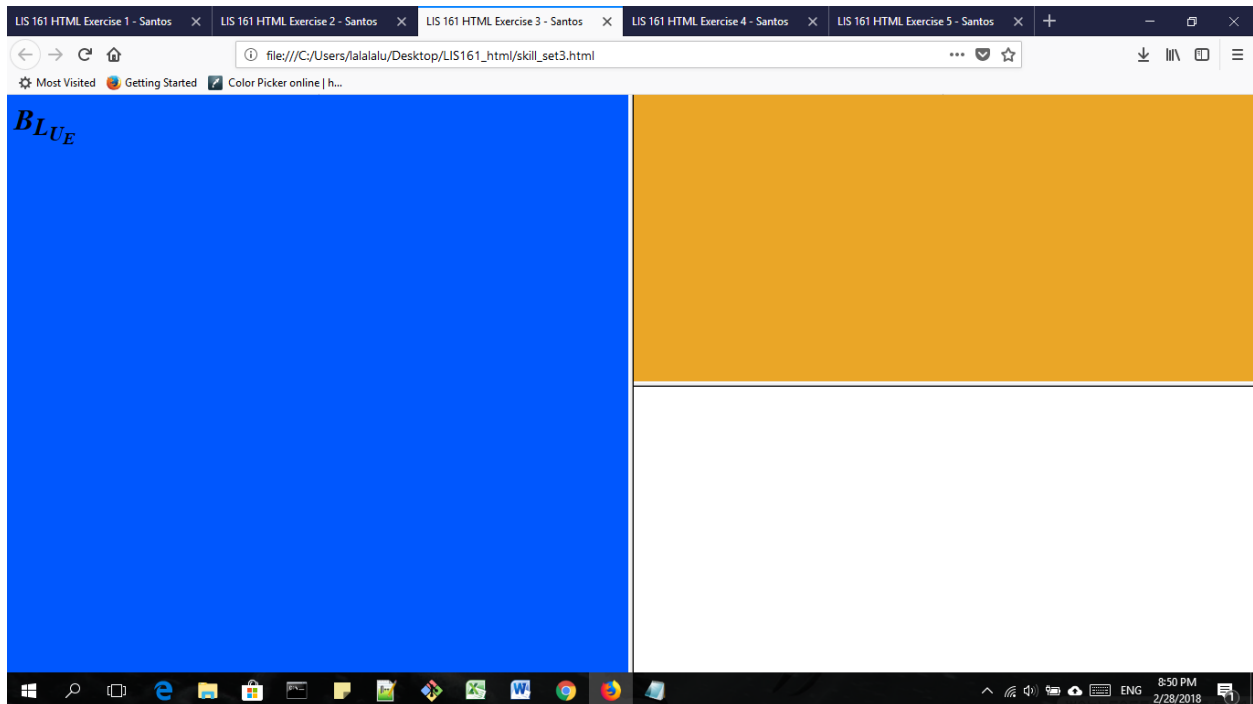 LIS 161 HTML Exercise 1 - Santos
LIS 161 HTML Exercise 2 - Santos
LIS 161 HTML Exercise 3 - Santos
LIS 161 HTML Exercise 4 - Santos
LIS 161 HTML Exercise 5 - Santos
file:///C:/Users/lalalalu/Desktop/LIS161_html/skill_set3.html
Most Visited Getting Started Color Picker online | h...
BLUE
ENG
8:50 PM
2/28/2018